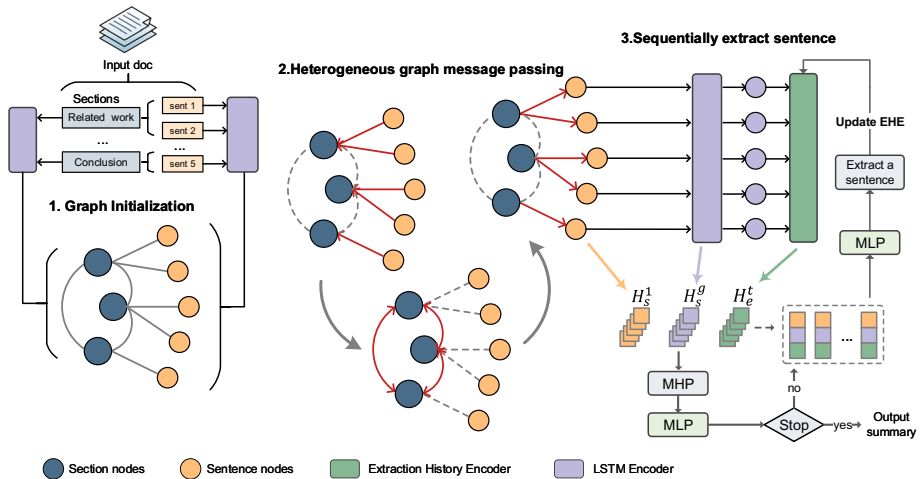 Input doc
Sections
Related work
sent 1
sent 2
...
...
Conclusion
sent 5
1. Graph Initialization
2.Heterogeneous graph message passing
3.Sequentially extract sentence
Update EHE
Extract a
sentence
MLP
H_s^1
H_s^g
H_e^t
...
MHP
MLP
no
Stop
yes
Output
summary
Section nodes
Sentence nodes
Extraction History Encoder
LSTM Encoder